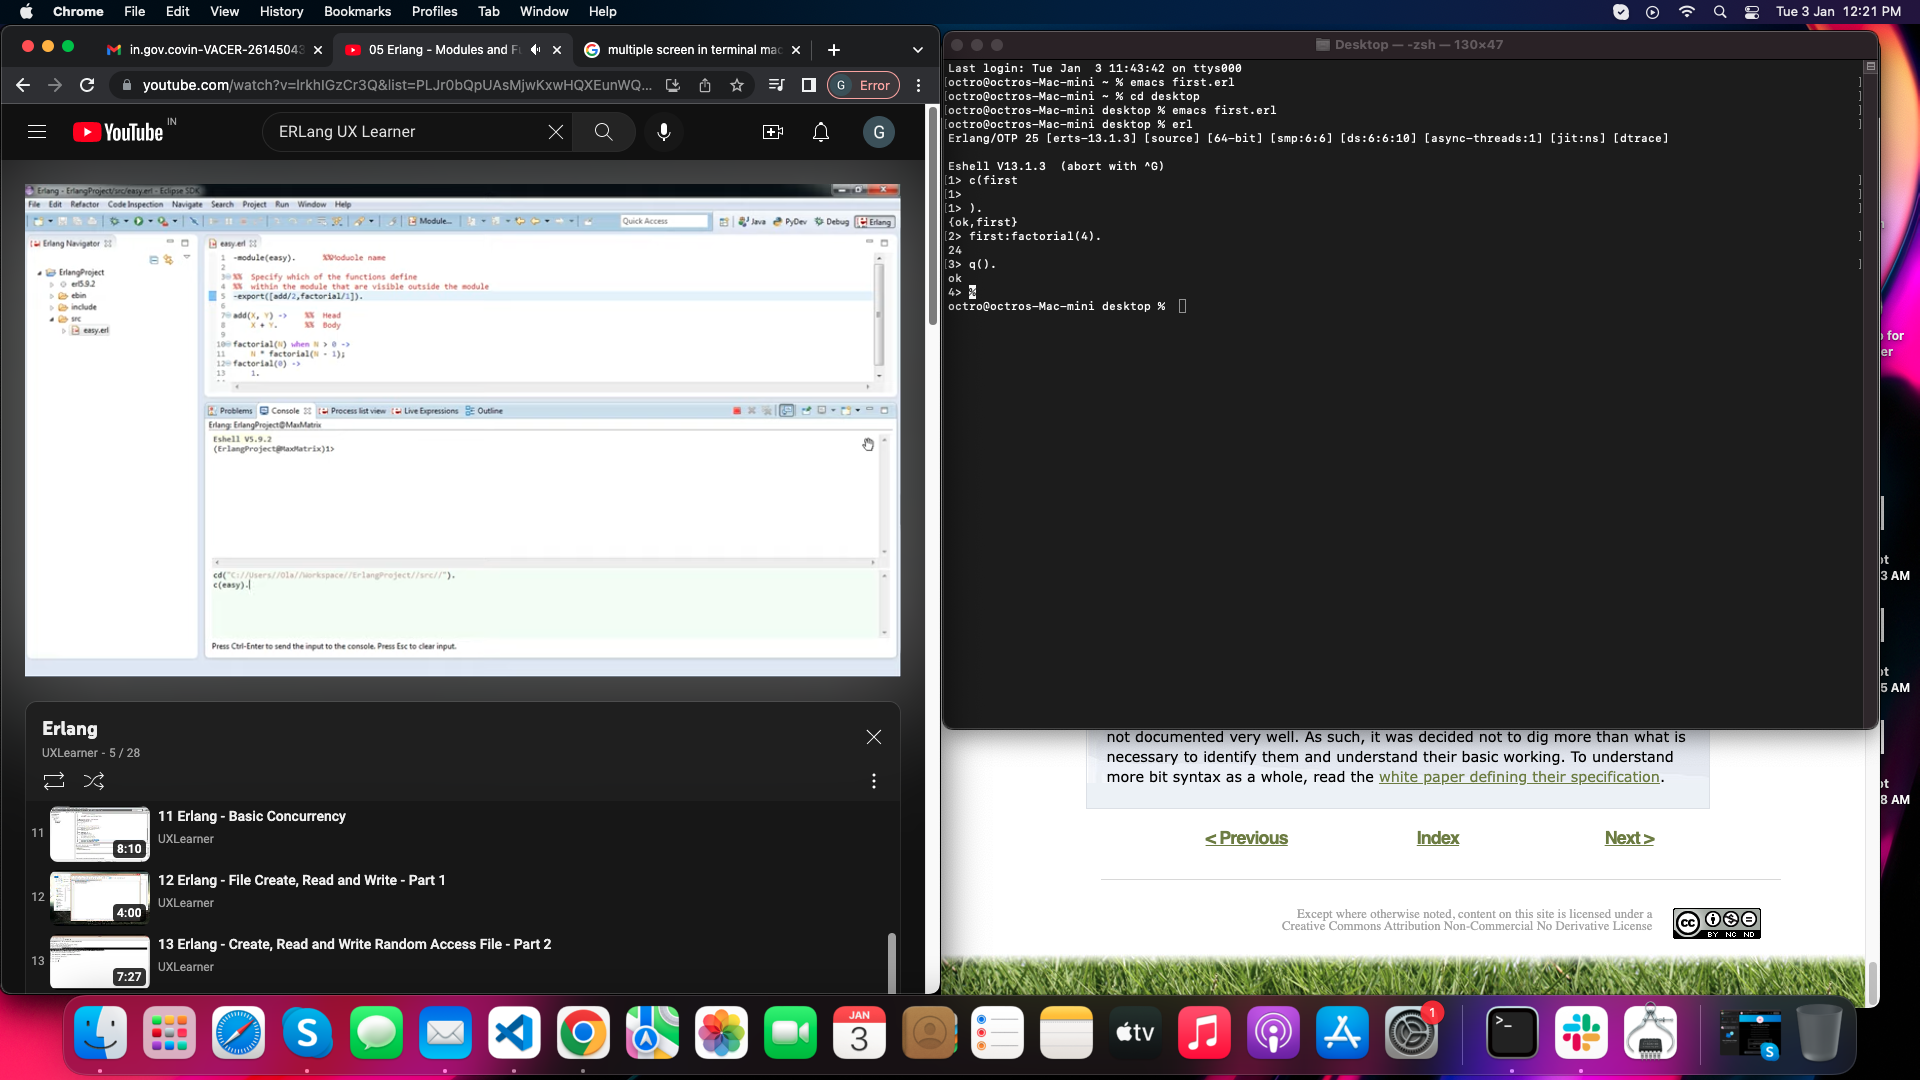 Chrome File Edit View History Bookmarks Profiles Tab Window Help
Tue 3 Jan 12:21 PM
in.gov.covin-VACER-26145043
05 Erlang - Modules and Fu
multiple screen in terminal mac
youtube.com/watch?v=lrkhlGzCr3Q&list=PLJr0bQpUAsMjwKxwHQXEunWQ...
G Error
YouTube IN
ERLang UX Learner
G
Erlang - ErlangProject/src/easy.erl - Eclipse SDK
File Edit Refactor Code Inspection Navigate Search Project Run Window Help
Module...
Quick Access
Java PyDev Debug Erlang
Erlang Navigator
ErlangProject
erl5.9.2
ebin
include
src
easy.erl
easy.erl
1 -module(easy). %%Moduole name
2
3 %% Specify which of the functions define
4 %% within the module that are visible outside the module
5 -export([add/2,factorial/1]).
6
7 add(X, Y) -> %% Head
8 X + Y. %% Body
9
10 factorial(N) when N > 0 ->
11 N * factorial(N - 1);
12 factorial(0) ->
13 1.
Problems Console Process list view Live Expressions Outline
Erlang: ErlangProject@MaxMatrix
Eshell V5.9.2
(ErlangProject@MaxMatrix)1>
cd("C://Users//Ola//Workspace//ErlangProject//src//").
c(easy).
Press Ctrl-Enter to send the input to the console. Press Esc to clear input.
Erlang
UXLearner - 5 / 28
11
11 Erlang - Basic Concurrency
UXLearner
8:10
12
12 Erlang - File Create, Read and Write - Part 1
UXLearner
4:00
13
13 Erlang - Create, Read and Write Random Access File - Part 2
UXLearner
7:27
Desktop — -zsh — 130×47
Last login: Tue Jan  3 11:43:42 on ttys000
[octro@octros-Mac-mini ~ % emacs first.erl ]
[octro@octros-Mac-mini ~ % cd desktop ]
[octro@octros-Mac-mini desktop % emacs first.erl ]
[octro@octros-Mac-mini desktop % erl ]
Erlang/OTP 25 [erts-13.1.3] [source] [64-bit] [smp:6:6] [ds:6:6:10] [async-threads:1] [jit:ns] [dtrace]
Eshell V13.1.3  (abort with ^G)
[1> c(first ]
[1> ]
[1> ). ]
{ok,first}
[2> first:factorial(4). ]
24
[3> q(). ]
ok
4> %
octro@octros-Mac-mini desktop %
not documented very well. As such, it was decided not to dig more than what is
necessary to identify them and understand their basic working. To understand
more bit syntax as a whole, read the white paper defining their specification.
< Previous Index Next >
Except where otherwise noted, content on this site is licensed under a
Creative Commons Attribution Non-Commercial No Derivative License
cc BY NC ND
for
er
3 AM
5 AM
8 AM
JAN
3
tv
1